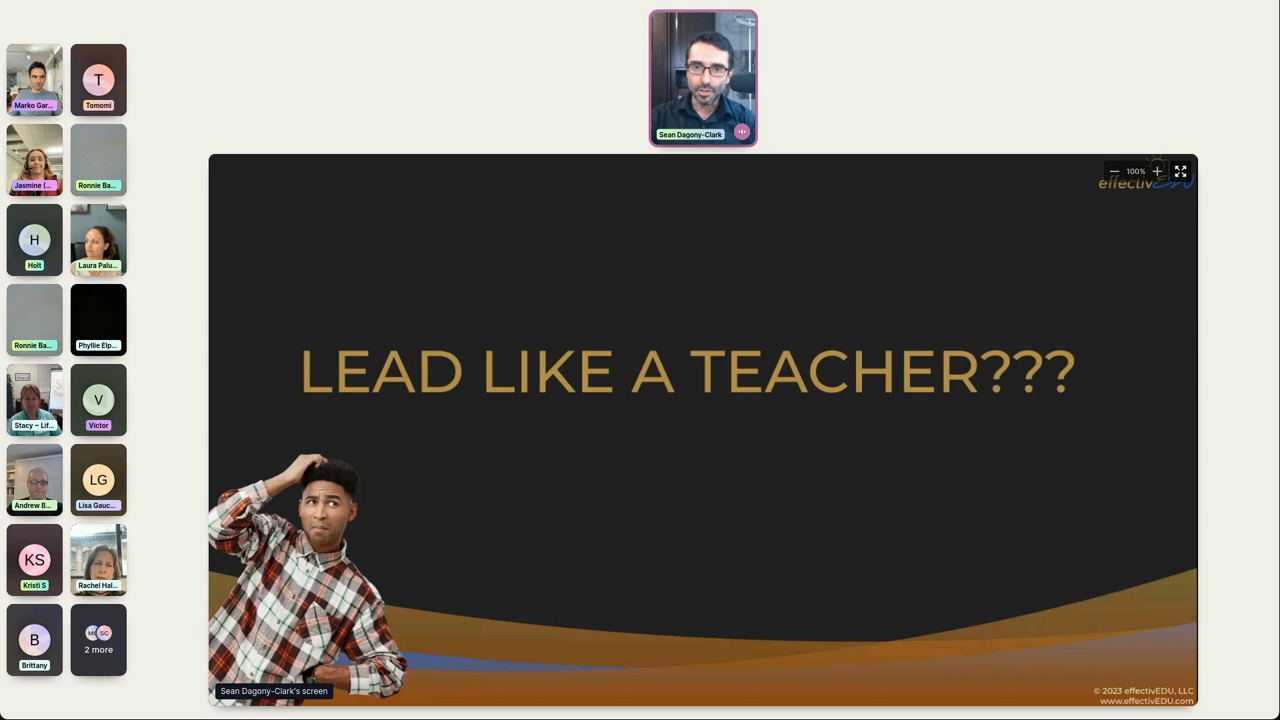 Sean Dagony-Clark
Marko Gar...
T
Tomomi
Jasmine (...
Ronnie Ba...
H
Holt
Laura Palu...
Ronnie Ba...
Phyllie Elp...
Stacy ~ Lif...
V
Victor
Andrew B...
LG
Lisa Gauc...
KS
Kristi S
Rachel Hal...
B
Brittany
SC
2 more
100%
effectivEDU
LEAD LIKE A TEACHER???
Sean Dagony-Clark's screen
© 2023 effectivEDU, LLC
www.effectivEDU.com